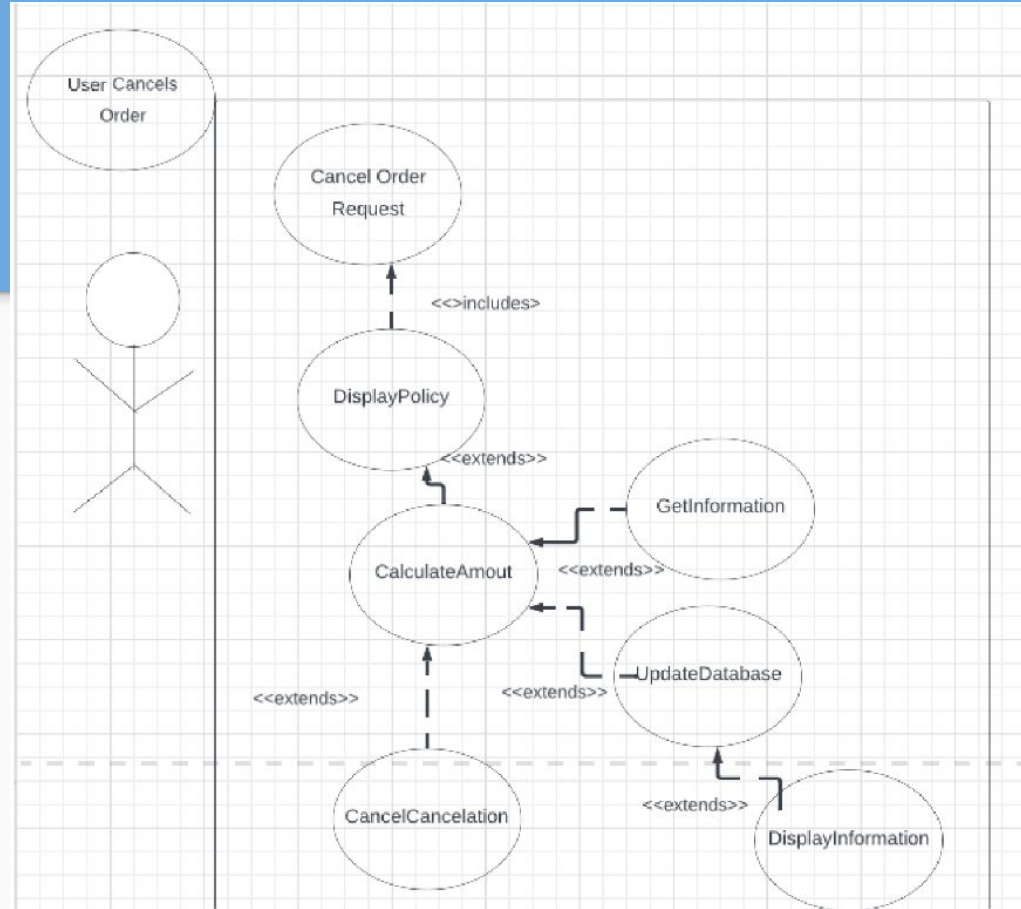 User Cancels
Order
Cancel Order
Request
<<>includes>
DisplayPolicy
<<extends>>
GetInformation
CalculateAmout
<<extends>>
UpdateDatabase
<<extends>>
<<extends>>
<<extends>>
CancelCancelation
DisplayInformation